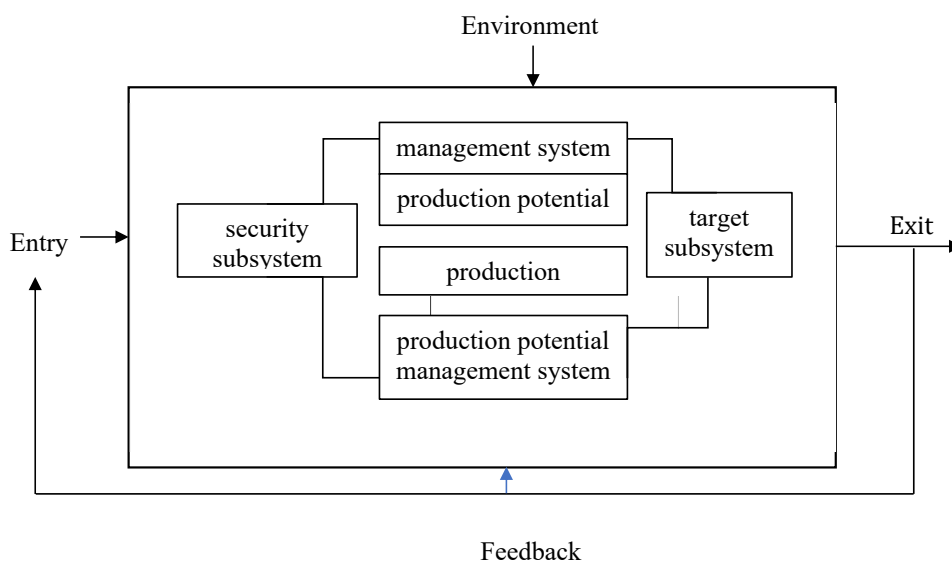 Environment
management system
production potential
security
subsystem
target
subsystem
Entry
Exit
production
production potential
management system
Feedback